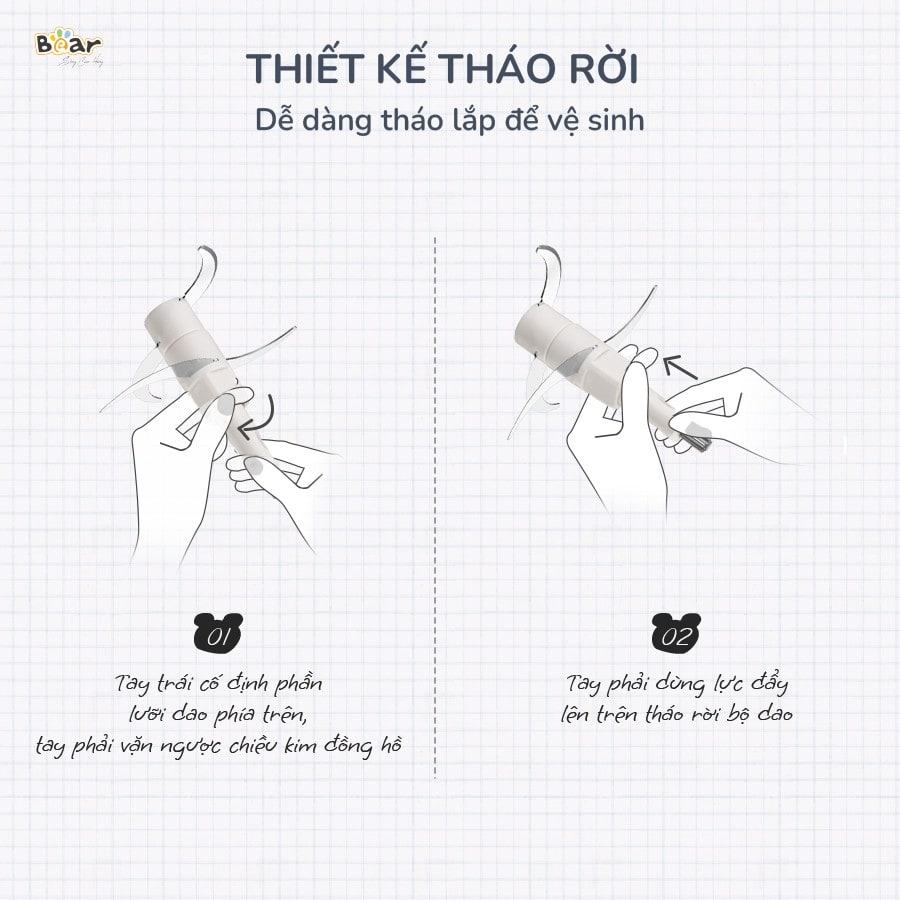 Bear
THIẾT KẾ THÁO RỜI
Dễ dàng tháo lắp để vệ sinh
01
Tay trái cố định phần
lưỡi dao phía trên,
tay phải vặn ngược chiều kim đồng hồ
02
Tay phải dùng lực đẩy
lên trên tháo rời bộ dao